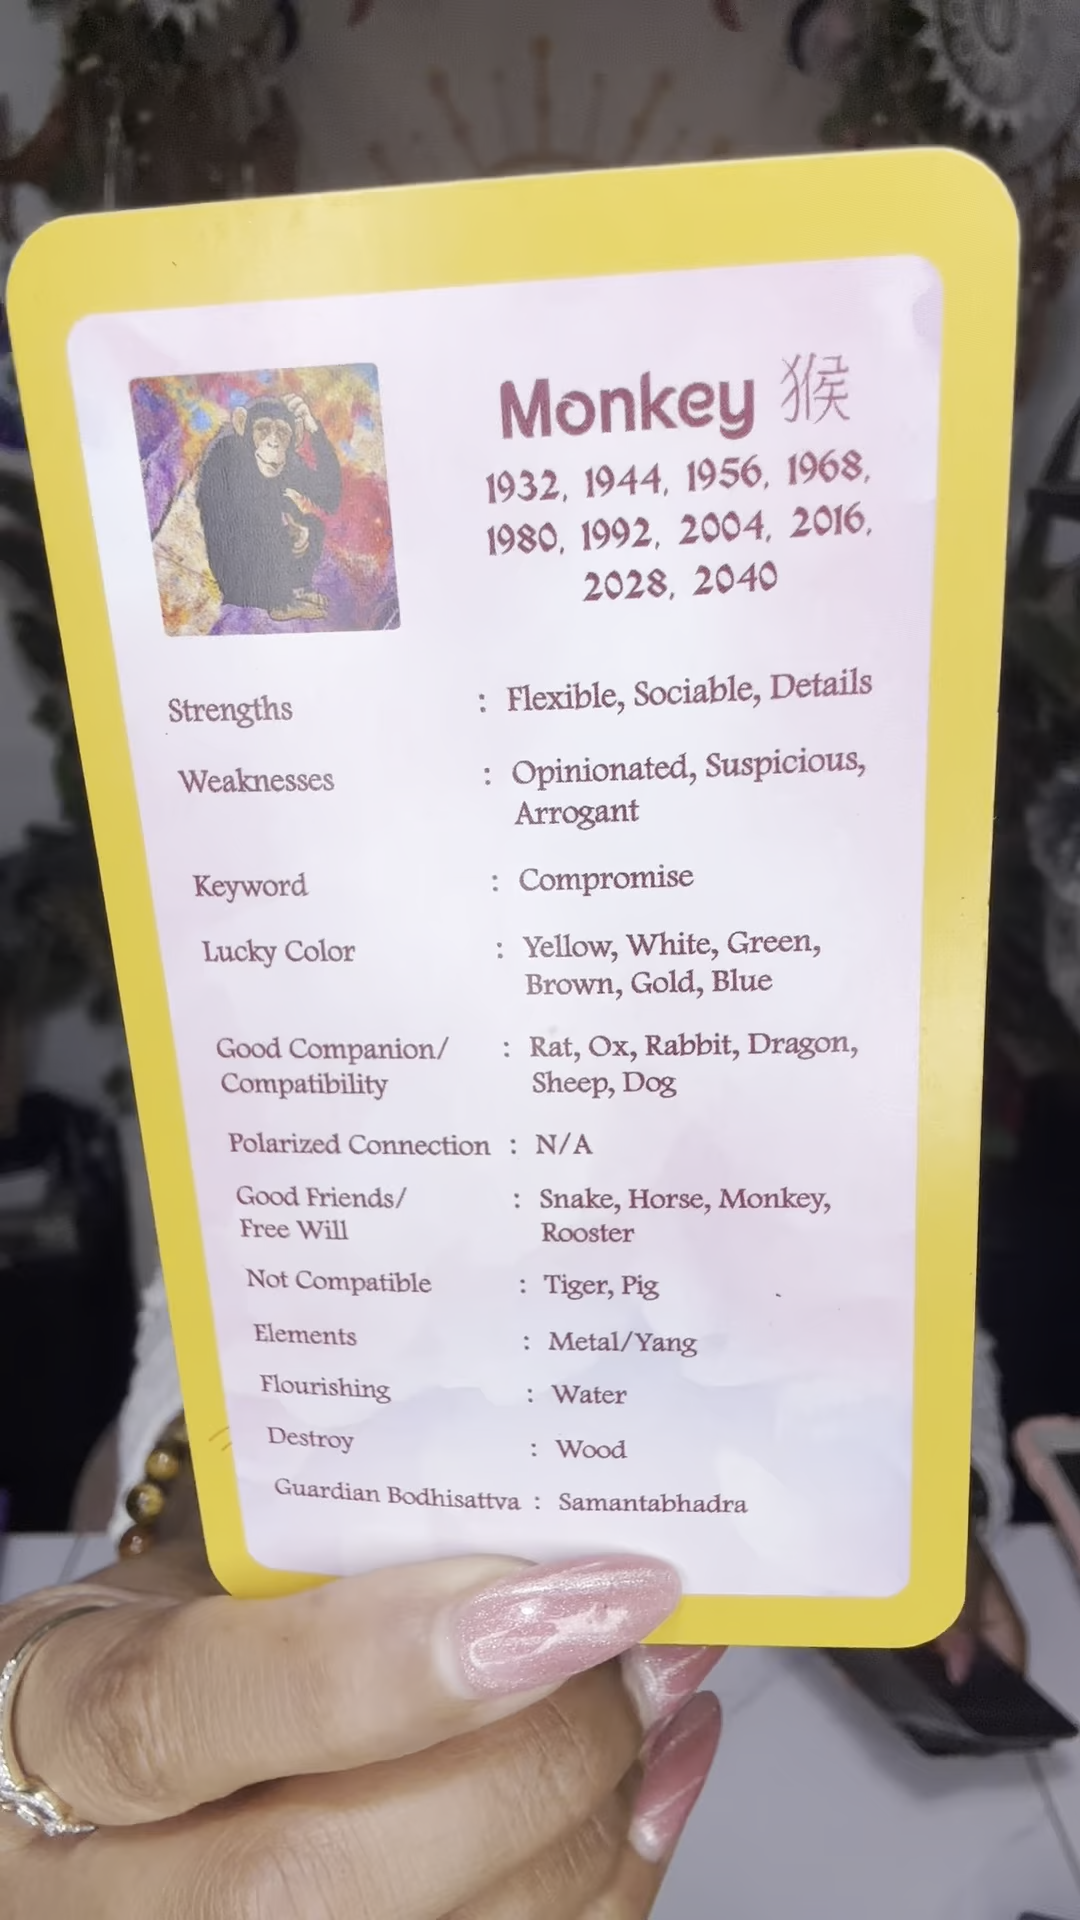 Monkey 猴
1932, 1944, 1956, 1968,
1980, 1992, 2004, 2016,
2028, 2040
Strengths : Flexible, Sociable, Details
Weaknesses : Opinionated, Suspicious,
Arrogant
Keyword : Compromise
Lucky Color : Yellow, White, Green,
Brown, Gold, Blue
Good Companion/ : Rat, Ox, Rabbit, Dragon,
Compatibility Sheep, Dog
Polarized Connection : N/A
Good Friends/ : Snake, Horse, Monkey,
Free Will Rooster
Not Compatible : Tiger, Pig
Elements : Metal/Yang
Flourishing : Water
Destroy : Wood
Guardian Bodhisattva : Samantabhadra